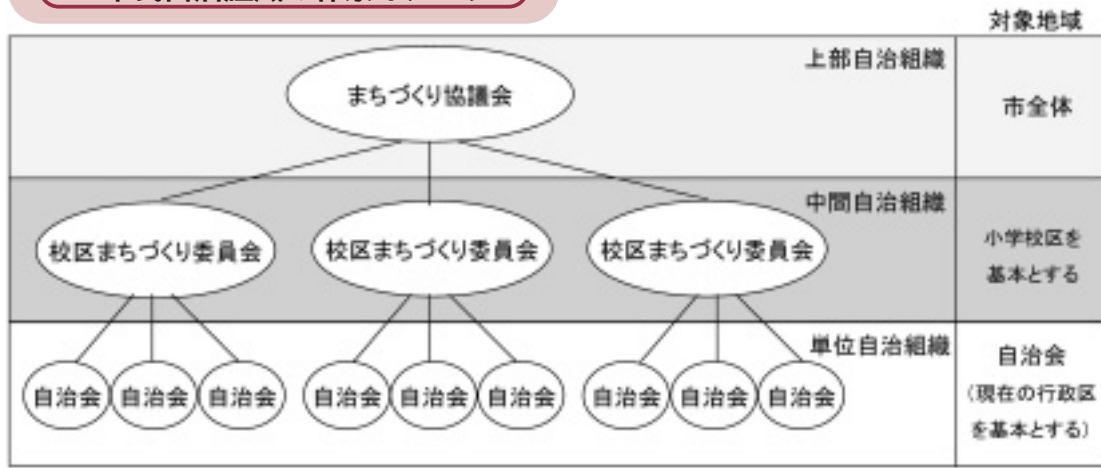 対象地域
上部自治組織
まちづくり協議会
市全体
中間自治組織
校区まちづくり委員会 校区まちづくり委員会 校区まちづくり委員会
小学校区を
基本とする
単位自治組織
自治会 自治会 自治会 自治会 自治会 自治会 自治会 自治会 自治会
自治会
（現在の行政区
を基本とする）